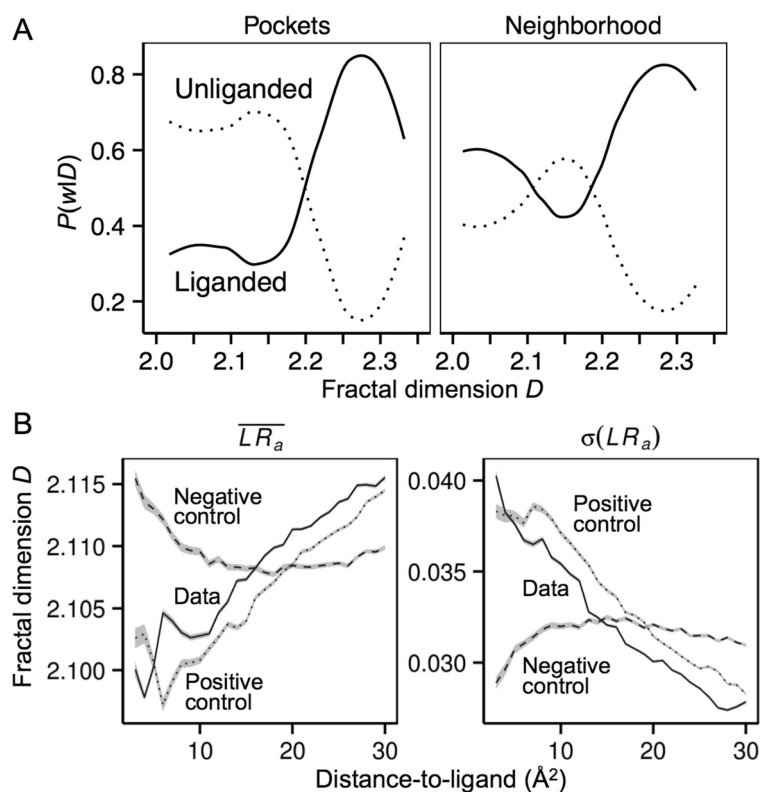 A
Pockets
Neighborhood
0.8
0.6
0.4
0.2
P(w|D)
Unliganded
Liganded
2.0 2.1 2.2 2.3
2.0 2.1 2.2 2.3
Fractal dimension D
B
LRₐ
σ(LRₐ)
Fractal dimension D
2.115
2.110
2.105
2.100
Negative
control
Data
Positive
control
0.040
0.035
0.030
Positive
control
Data
Negative
control
10 20 30
10 20 30
Distance-to-ligand (Å²)